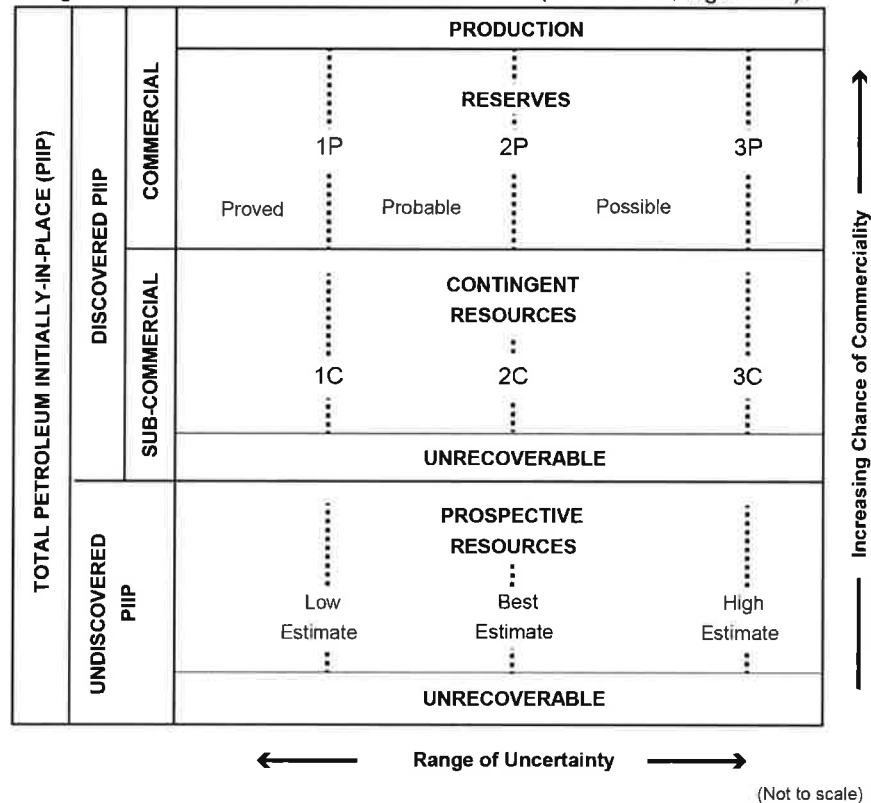 TOTAL PETROLEUM INITIALLY-IN-PLACE (PIIP)
DISCOVERED PIIP
COMMERCIAL
PRODUCTION
RESERVES
1P 2P 3P
Proved Probable Possible
SUB-COMMERCIAL
CONTINGENT
RESOURCES
1C 2C 3C
UNRECOVERABLE
UNDISCOVERED
PIIP
PROSPECTIVE
RESOURCES
Low Best High
Estimate Estimate Estimate
UNRECOVERABLE
Increasing Chance of Commerciality
Range of Uncertainty
(Not to scale)